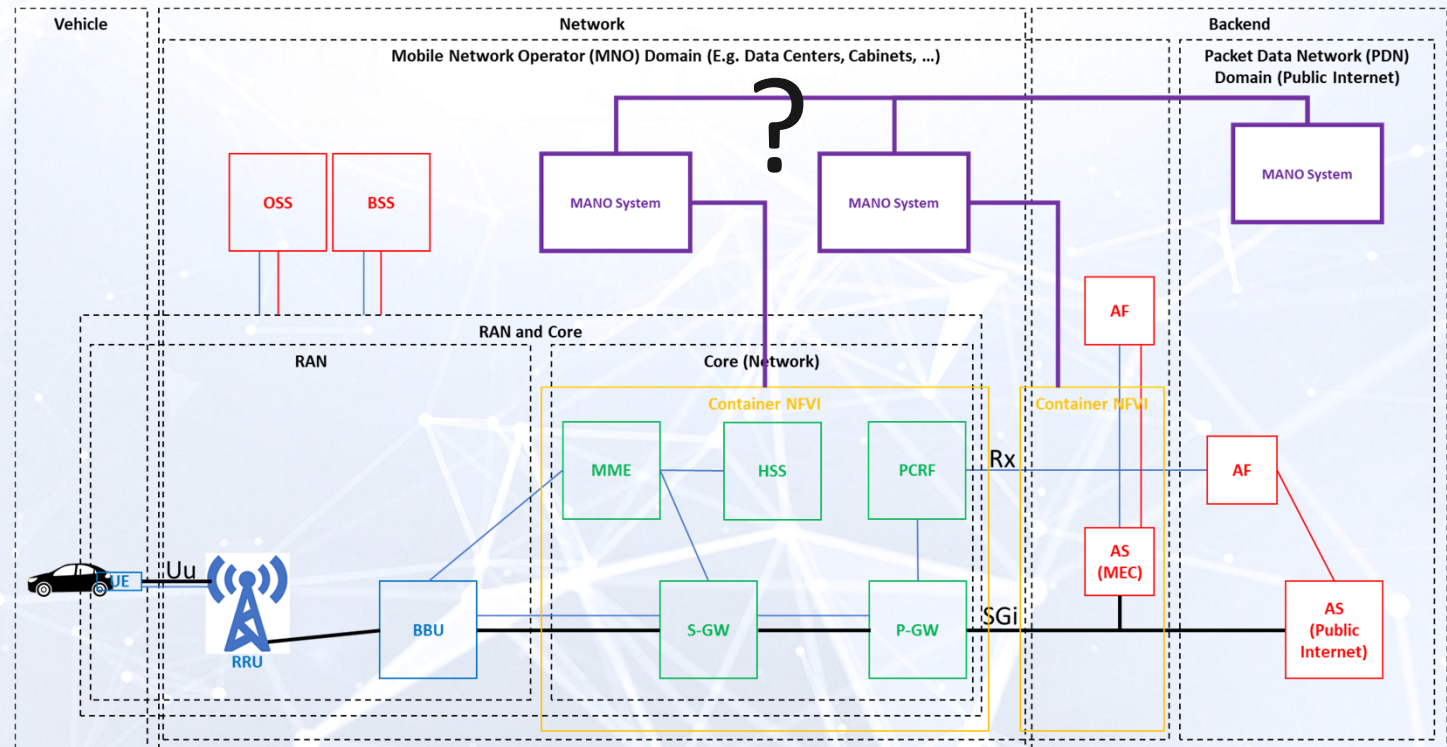 Vehicle
Network
Backend
Mobile Network Operator (MNO) Domain (E.g. Data Centers, Cabinets, …)
Packet Data Network (PDN)
Domain (Public Internet)
?
MANO System
MANO System
MANO System
OSS
BSS
AF
RAN and Core
RAN
Core (Network)
Container NFVI
Container NFVI
MME
HSS
PCRF
Rx
AF
UE
Uu
RRU
BBU
S-GW
P-GW
SGi
AS
(MEC)
AS
(Public
Internet)